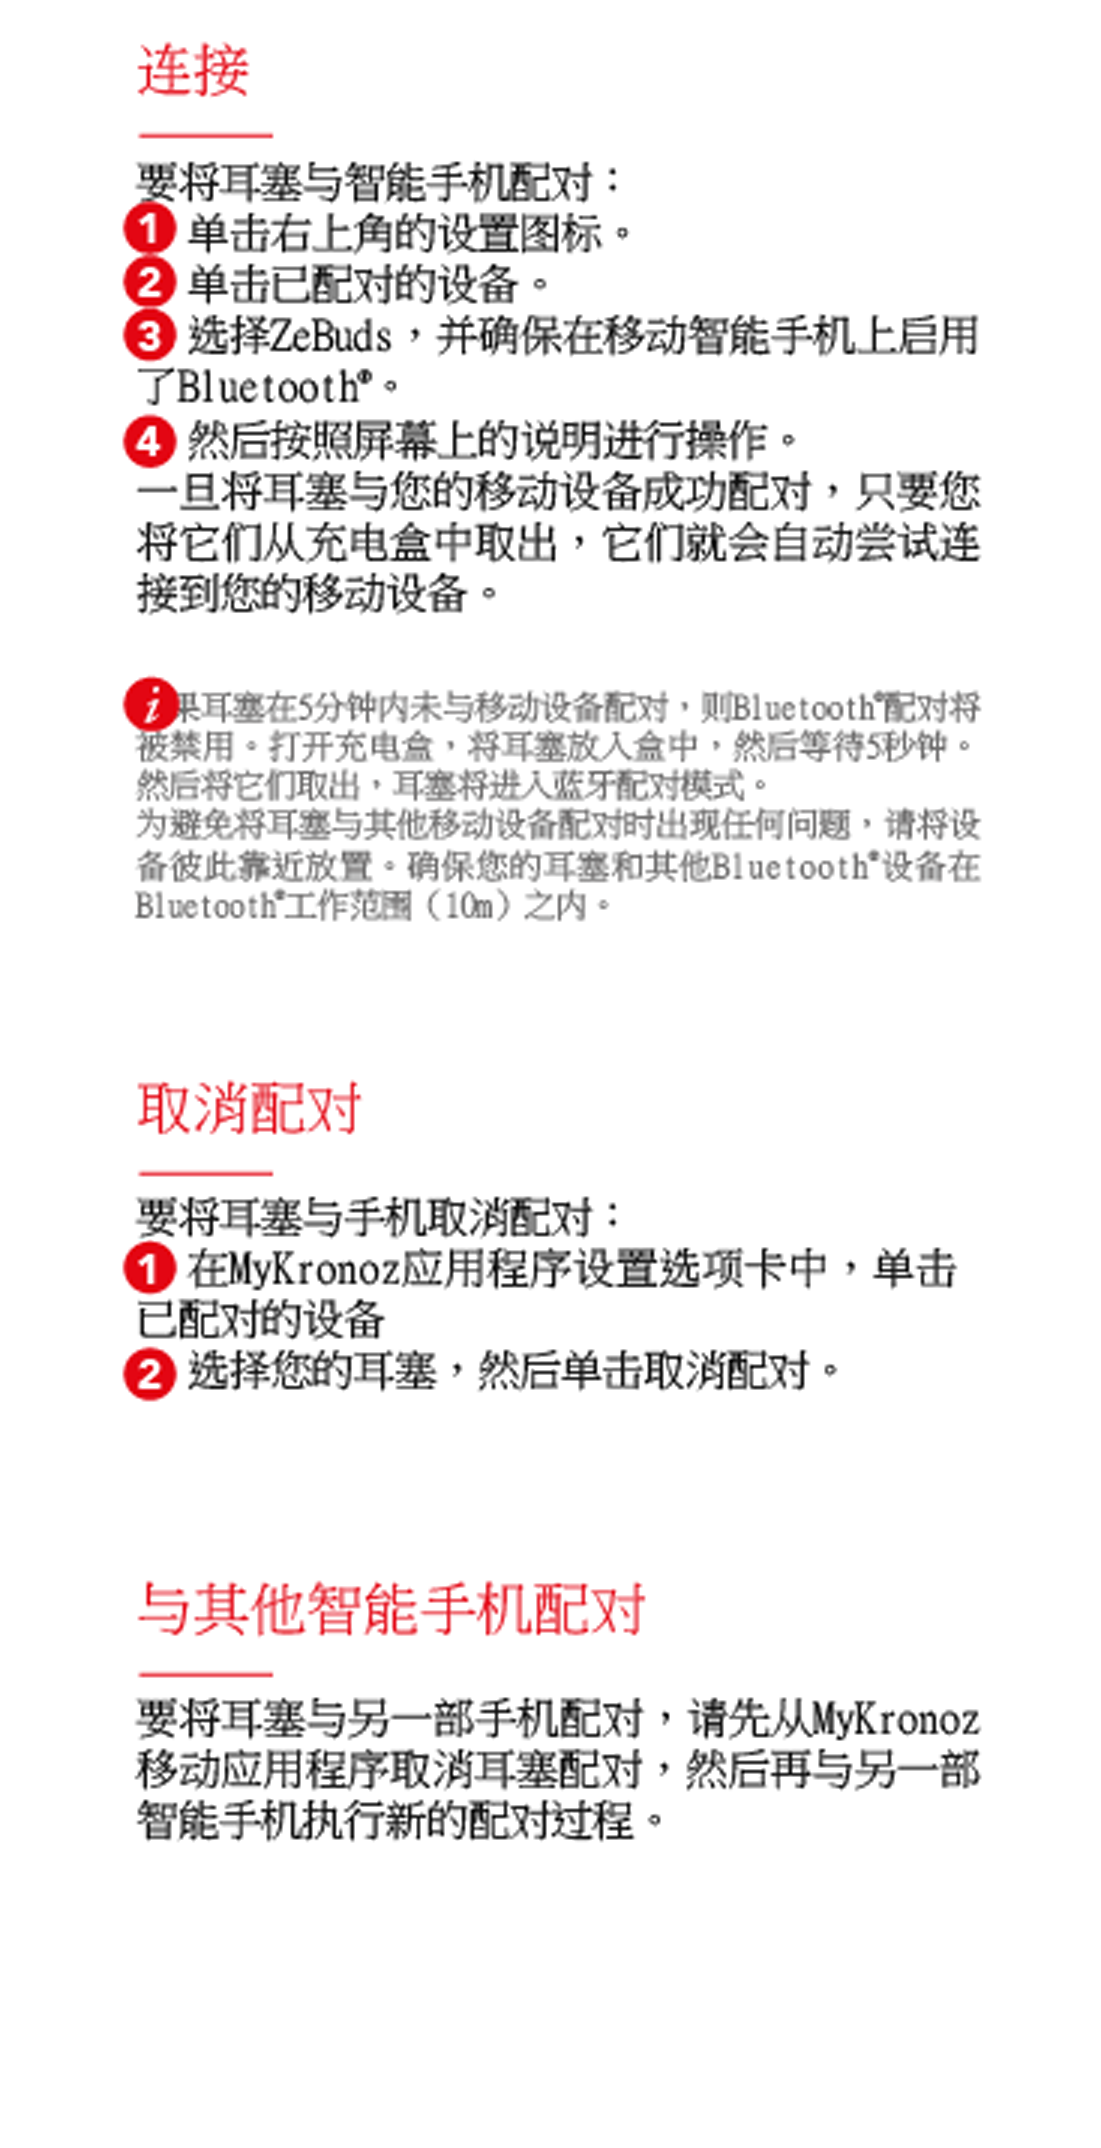 连接
要将耳塞与智能手机配对：
1 单击右上角的设置图标。
2 单击已配对的设备。
3 选择ZeBuds，并确保在移动智能手机上启用
了Bluetooth®。
4 然后按照屏幕上的说明进行操作。
一旦将耳塞与您的移动设备成功配对，只要您
将它们从充电盒中取出，它们就会自动尝试连
接到您的移动设备。
i 果耳塞在5分钟内未与移动设备配对，则Bluetooth®配对将
被禁用。打开充电盒，将耳塞放入盒中，然后等待5秒钟。
然后将它们取出，耳塞将进入蓝牙配对模式。
为避免将耳塞与其他移动设备配对时出现任何问题，请将设
备彼此靠近放置。确保您的耳塞和其他Bluetooth®设备在
Bluetooth®工作范围（10m）之内。
取消配对
要将耳塞与手机取消配对：
1 在MyKronoz应用程序设置选项卡中，单击
已配对的设备
2 选择您的耳塞，然后单击取消配对。
与其他智能手机配对
要将耳塞与另一部手机配对，请先从MyKronoz
移动应用程序取消耳塞配对，然后再与另一部
智能手机执行新的配对过程。